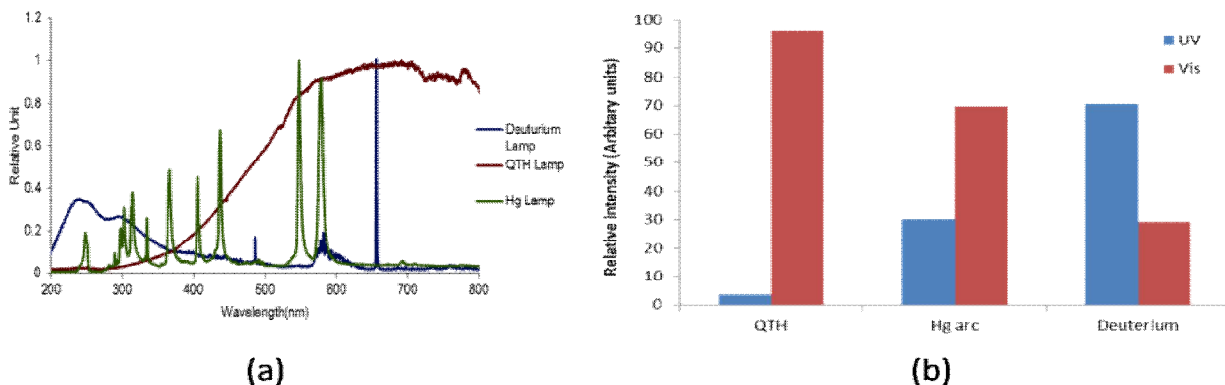 1.2
1
0.8
0.6
0.4
0.2
0
Relative Unit
200 300 400 500 600 700 800
Wavelength(nm)
Deuturium Lamp
QTH Lamp
Hg Lamp
(a)
100
90
80
70
60
50
40
30
20
10
0
Relative Intensity (Arbitary units)
UV
Vis
QTH Hg arc Deuterium
(b)